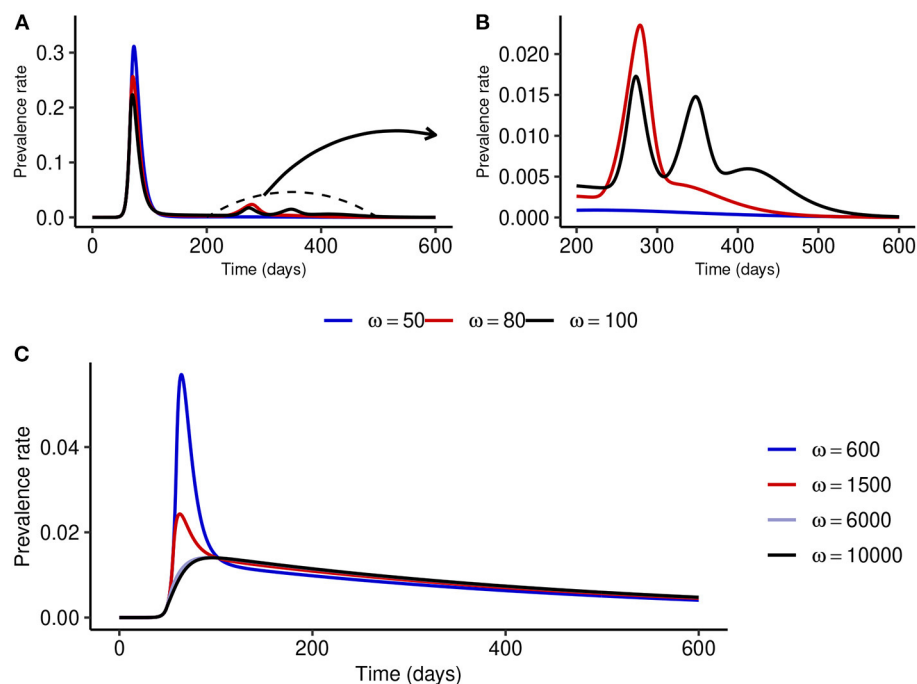 A
Prevalence rate
0.3
0.2
0.1
0.0
0 200 400 600
Time (days)
B
Prevalence rate
0.020
0.015
0.010
0.005
0.000
200 300 400 500 600
Time (days)
ω = 50 ω = 80 ω = 100
C
Prevalence rate
0.04
0.02
0.00
0 200 400 600
Time (days)
ω = 600
ω = 1500
ω = 6000
ω = 10000